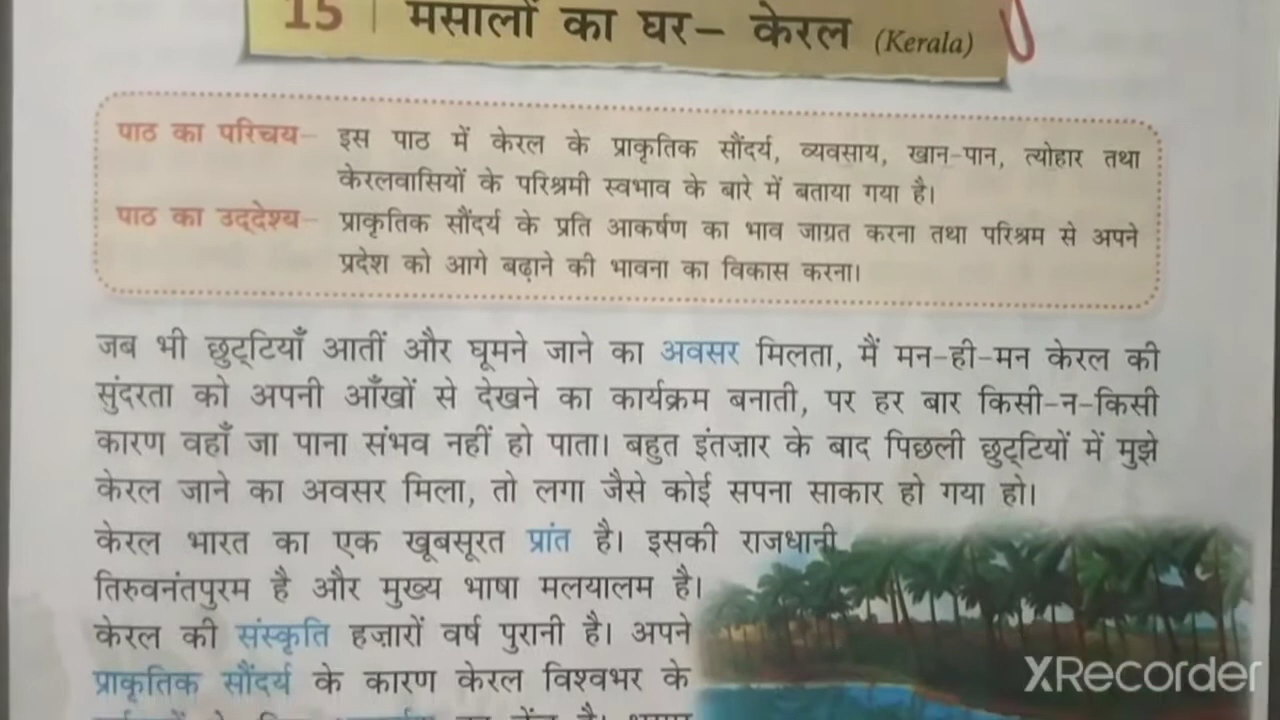 15 मसालों का घर– केरल (Kerala)
पाठ का परिचय– इस पाठ में केरल के प्राकृतिक सौंदर्य, व्यवसाय, खान-पान, त्योहार तथा
केरलवासियों के परिश्रमी स्वभाव के बारे में बताया गया है।
पाठ का उद्देश्य– प्राकृतिक सौंदर्य के प्रति आकर्षण का भाव जाग्रत करना तथा परिश्रम से अपने
प्रदेश को आगे बढ़ाने की भावना का विकास करना।
जब भी छुट्टियाँ आतीं और घूमने जाने का अवसर मिलता, मैं मन-ही-मन केरल की
सुंदरता को अपनी आँखों से देखने का कार्यक्रम बनाती, पर हर बार किसी-न-किसी
कारण वहाँ जा पाना संभव नहीं हो पाता। बहुत इंतज़ार के बाद पिछली छुट्टियों में मुझे
केरल जाने का अवसर मिला, तो लगा जैसे कोई सपना साकार हो गया हो।
केरल भारत का एक खूबसूरत प्रांत है। इसकी राजधानी
तिरुवनंतपुरम है और मुख्य भाषा मलयालम है।
केरल की संस्कृति हज़ारों वर्ष पुरानी है। अपने
प्राकृतिक सौंदर्य के कारण केरल विश्वभर के
XRecorder